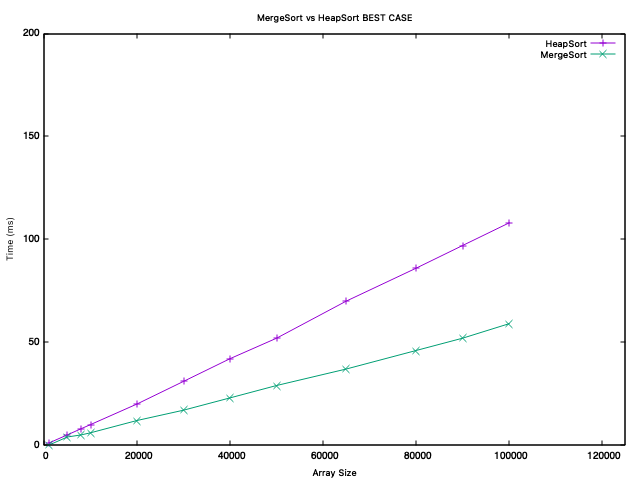 MergeSort vs HeapSort BEST CASE
HeapSort
MergeSort
200
150
100
50
0
Time (ms)
0 20000 40000 60000 80000 100000 120000
Array Size